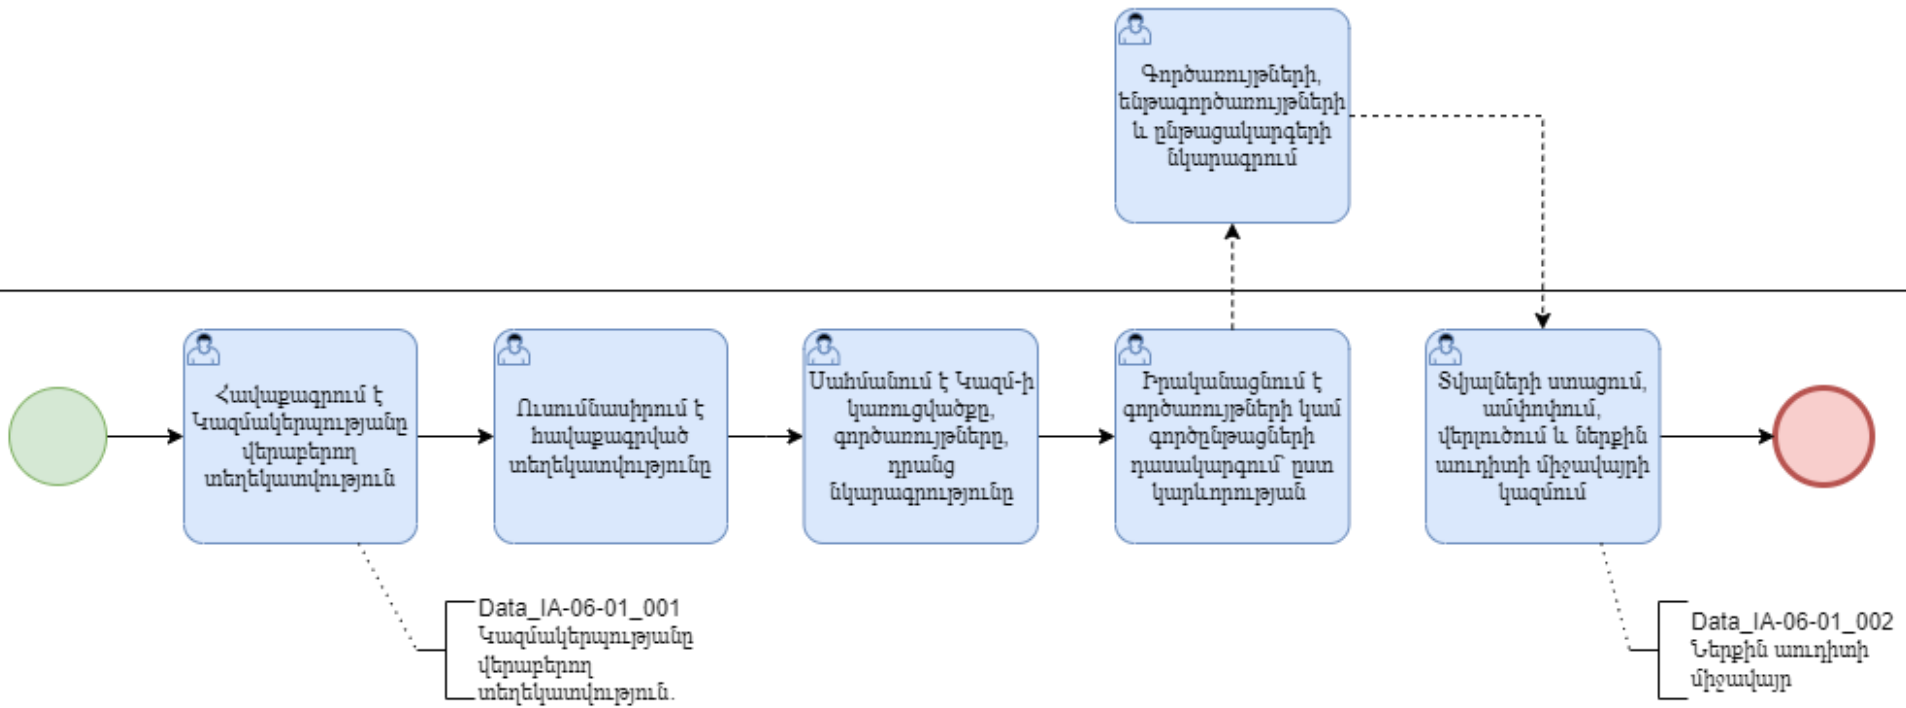 Գործառույթների,
ենթագործառույթների
և ընթացակարգերի
նկարագրում
Հավաքագրում է
Կազմակերպությանը
վերաբերող
տեղեկատվություն
Ուսումնասիրում է
հավաքագրված
տեղեկատվությունը
Սահմանում է Կազմ-ի
կառուցվածքը,
գործառույթները,
դրանց
նկարագրությունը
Իրականացնում է
գործառույթների կամ
գործընթացների
դասակարգում՝ ըստ
կարևորության
Տվյալների ստացում,
ամփոփում,
վերլուծում և ներքին
աուդիտի միջավայրի
կազմում
Data_IA-06-01_001
Կազմակերպությանը
վերաբերող
տեղեկատվություն.
Data_IA-06-01_002
Ներքին աուդիտի
միջավայր